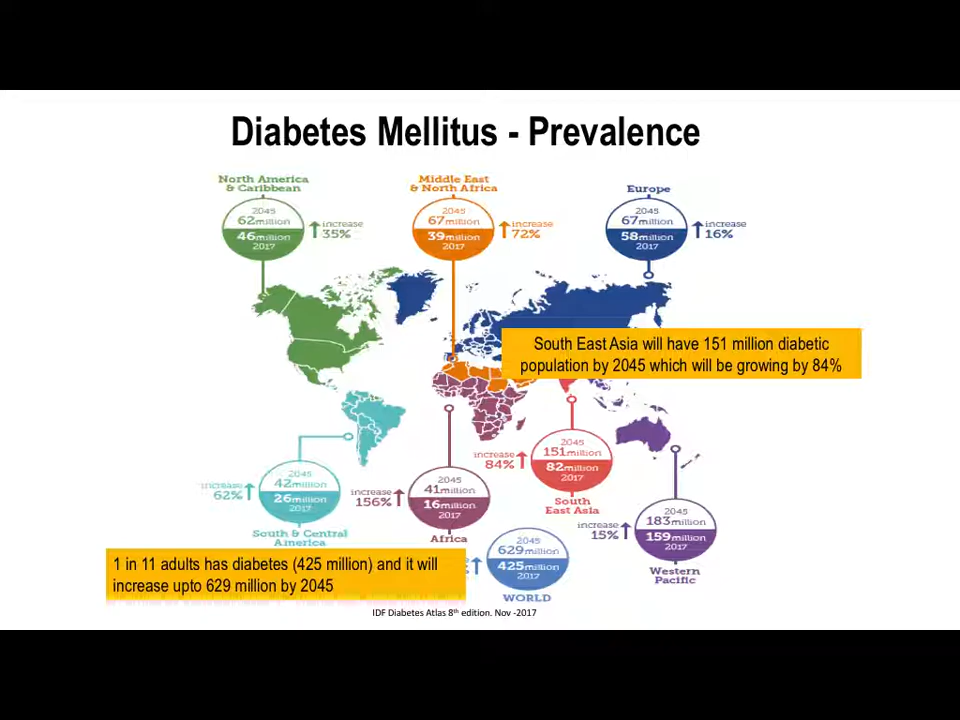 Diabetes Mellitus - Prevalence
North America
& Caribbean
2045
62million
46million
2017
increase
35%
Middle East
& North Africa
2045
67million
39million
2017
increase
72%
Europe
2045
67million
58million
2017
increase
16%
South East Asia will have 151 million diabetic
population by 2045 which will be growing by 84%
increase
62%
2045
42million
26million
2017
South & Central
America
increase
156%
2045
41million
16million
2017
Africa
increase
84%
2045
151million
82million
2017
South
East Asia
increase
15%
2045
183million
159million
2017
Western
Pacific
2045
629million
425million
2017
WORLD
1 in 11 adults has diabetes (425 million) and it will
increase upto 629 million by 2045
IDF Diabetes Atlas 8th edition. Nov -2017